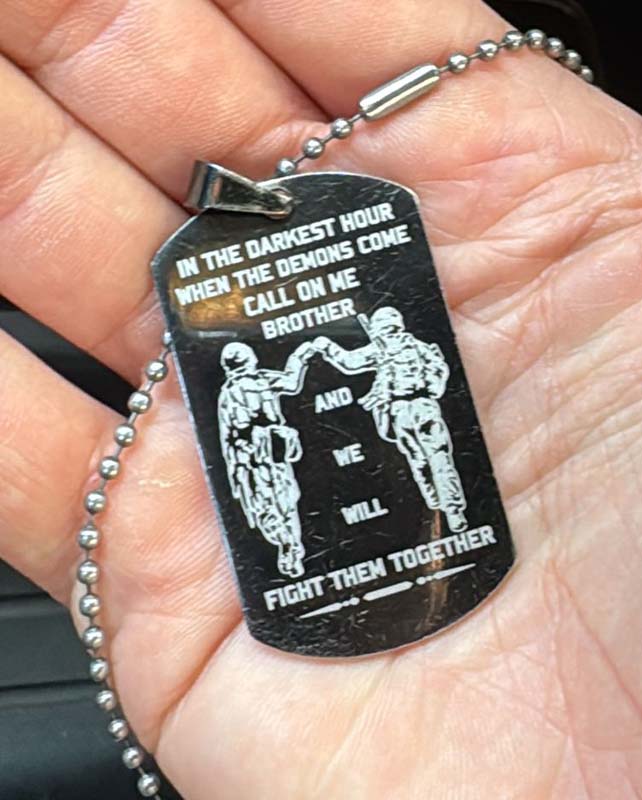 IN THE DARKEST HOUR
WHEN THE DEMONS COME
CALL ON ME
BROTHER
AND
WE
WILL
FIGHT THEM TOGETHER